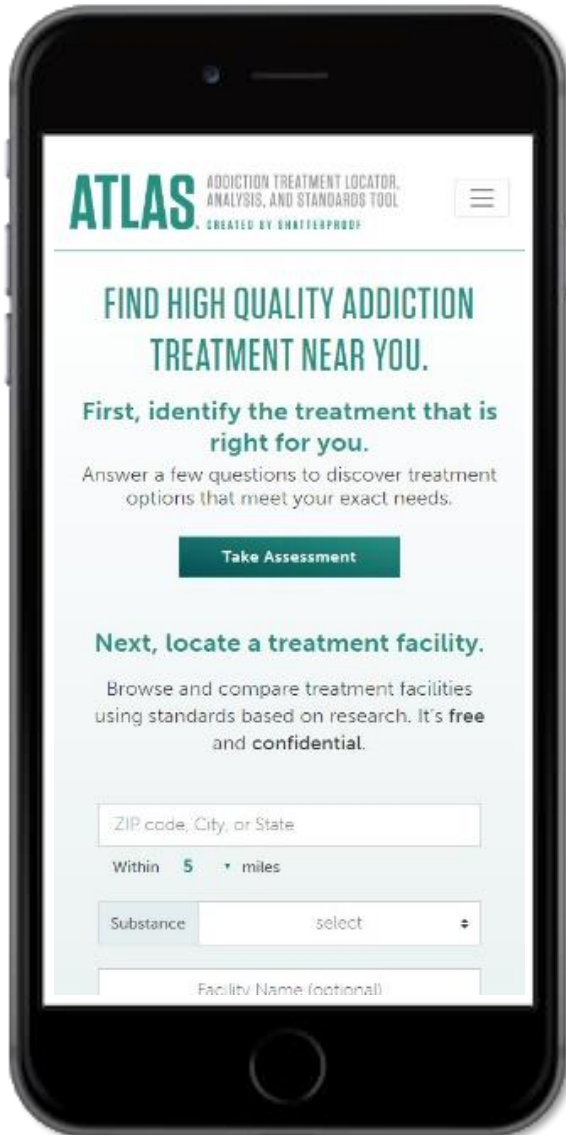 ATLAS.
ADDICTION TREATMENT LOCATOR,
ANALYSIS, AND STANDARDS TOOL
CREATED BY SHATTERPROOF
FIND HIGH QUALITY ADDICTION
TREATMENT NEAR YOU.
First, identify the treatment that is
right for you.
Answer a few questions to discover treatment
options that meet your exact needs.
Take Assessment
Next, locate a treatment facility.
Browse and compare treatment facilities
using standards based on research. It's free
and confidential.
ZIP code, City, or State
Within 5 miles
Substance select
Facility Name (optional)